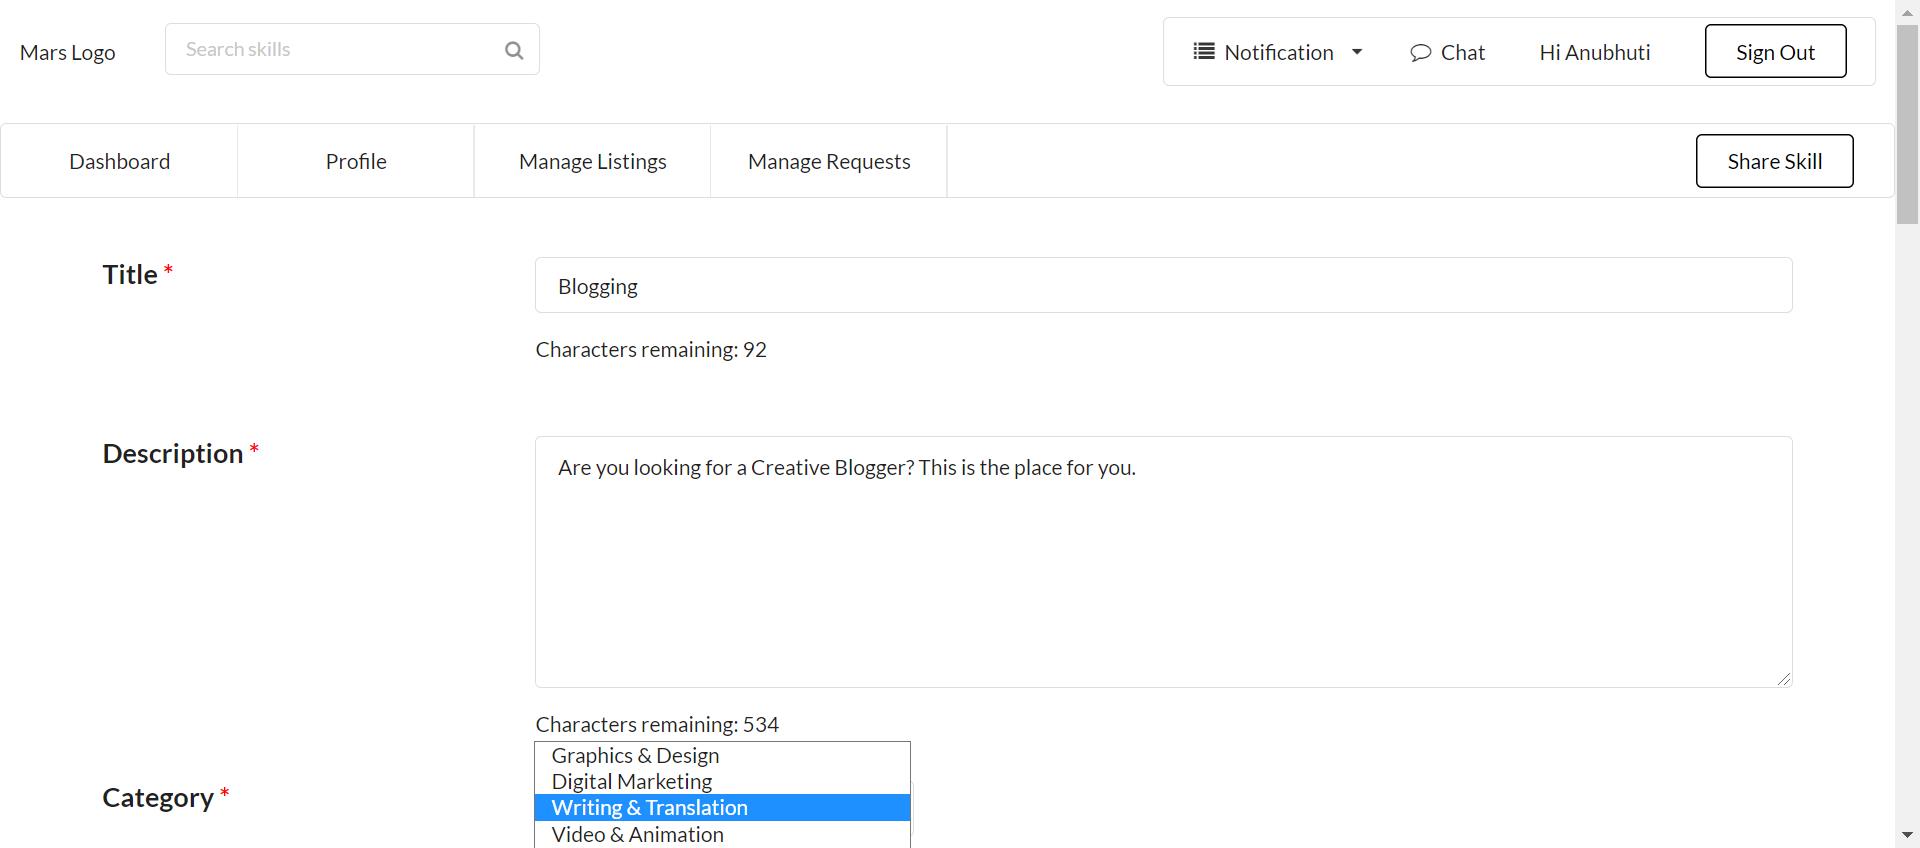 Mars Logo
Search skills
Notification
Chat
Hi Anubhuti
Sign Out
Dashboard
Profile
Manage Listings
Manage Requests
Share Skill
Title *
Blogging
Characters remaining: 92
Description *
Are you looking for a Creative Blogger? This is the place for you.
Characters remaining: 534
Category *
Graphics & Design
Digital Marketing
Writing & Translation
Video & Animation